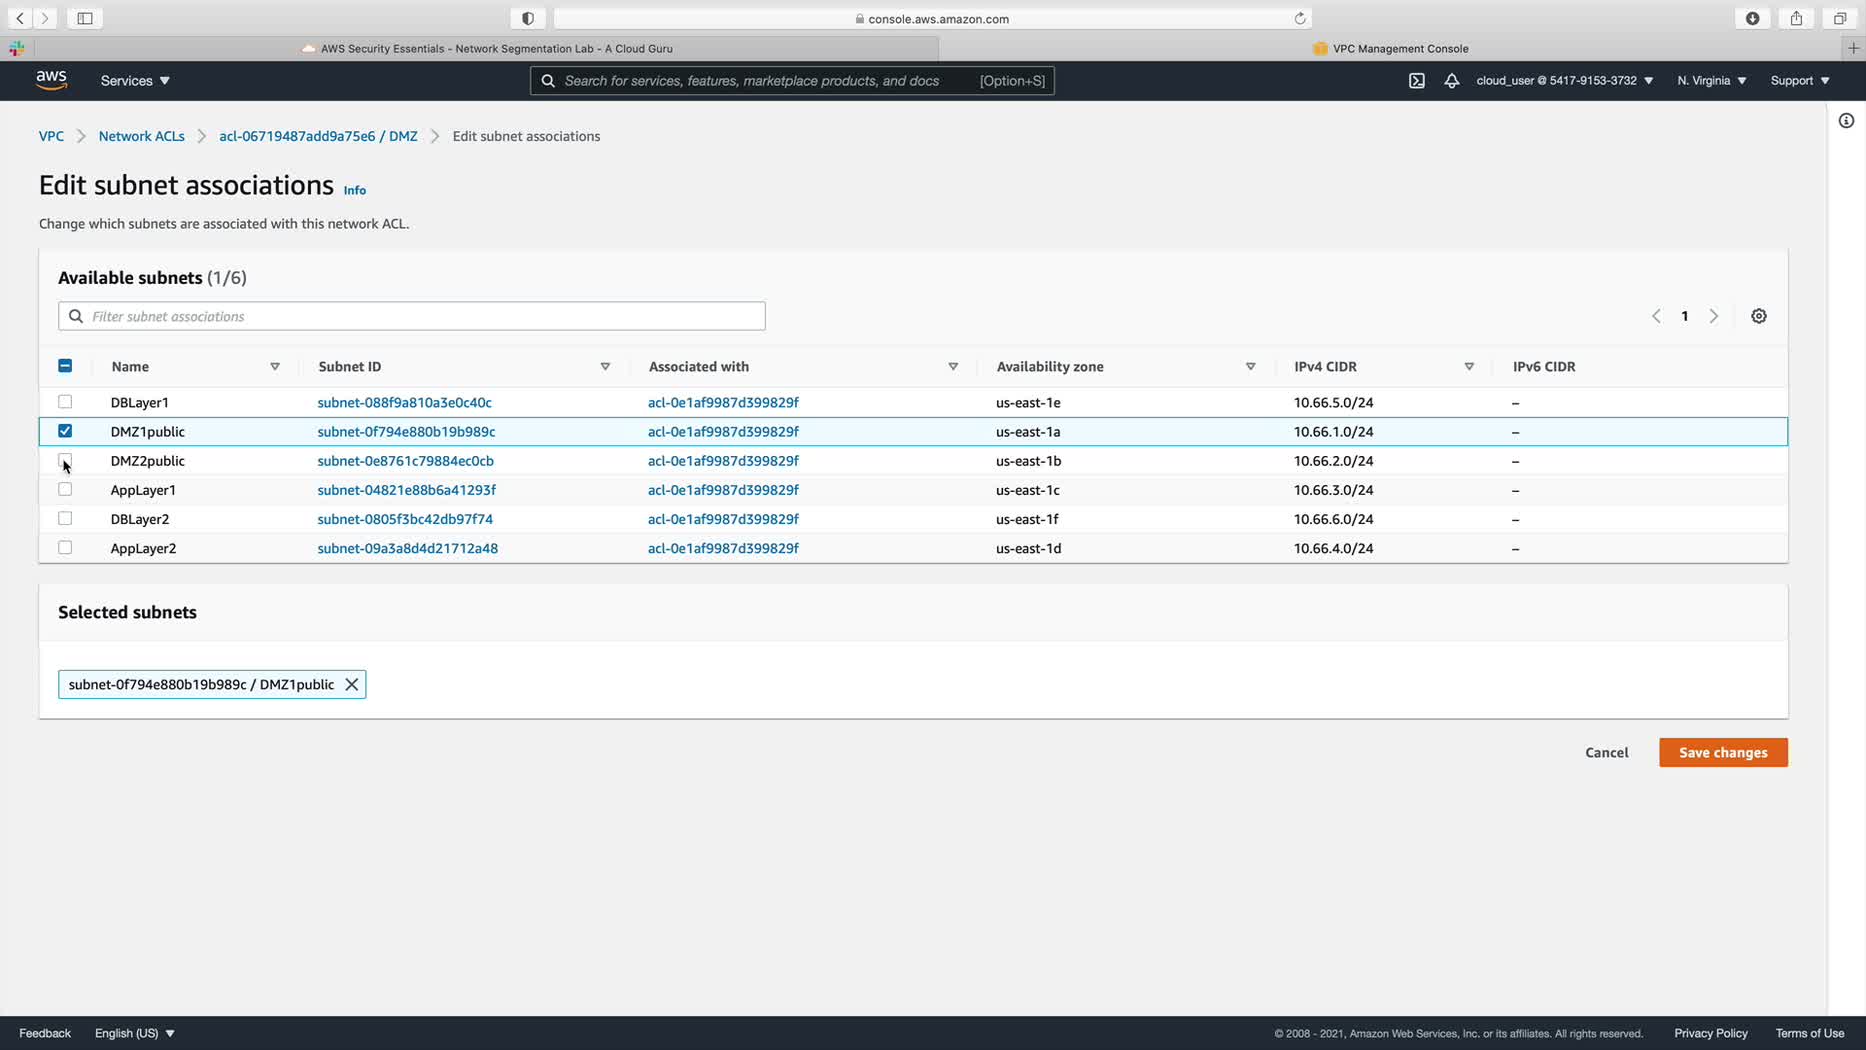 console.aws.amazon.com
AWS Security Essentials - Network Segmentation Lab - A Cloud Guru
VPC Management Console
aws
Services
Search for services, features, marketplace products, and docs [Option+S]
cloud_user @ 5417-9153-3732
N. Virginia
Support
VPC
Network ACLs
acl-06719487add9a75e6 / DMZ
Edit subnet associations
Edit subnet associations Info
Change which subnets are associated with this network ACL.
Available subnets (1/6)
Filter subnet associations
1
Name Subnet ID Associated with Availability zone IPv4 CIDR IPv6 CIDR
DBLayer1 subnet-088f9a810a3e0c40c acl-0e1af9987d399829f us-east-1e 10.66.5.0/24 –
DMZ1public subnet-0f794e880b19b989c acl-0e1af9987d399829f us-east-1a 10.66.1.0/24 –
DMZ2public subnet-0e8761c79884ec0cb acl-0e1af9987d399829f us-east-1b 10.66.2.0/24 –
AppLayer1 subnet-04821e88b6a41293f acl-0e1af9987d399829f us-east-1c 10.66.3.0/24 –
DBLayer2 subnet-0805f3bc42db97f74 acl-0e1af9987d399829f us-east-1f 10.66.6.0/24 –
AppLayer2 subnet-09a3a8d4d21712a48 acl-0e1af9987d399829f us-east-1d 10.66.4.0/24 –
Selected subnets
subnet-0f794e880b19b989c / DMZ1public
Cancel
Save changes
Feedback
English (US)
© 2008 - 2021, Amazon Web Services, Inc. or its affiliates. All rights reserved.
Privacy Policy
Terms of Use